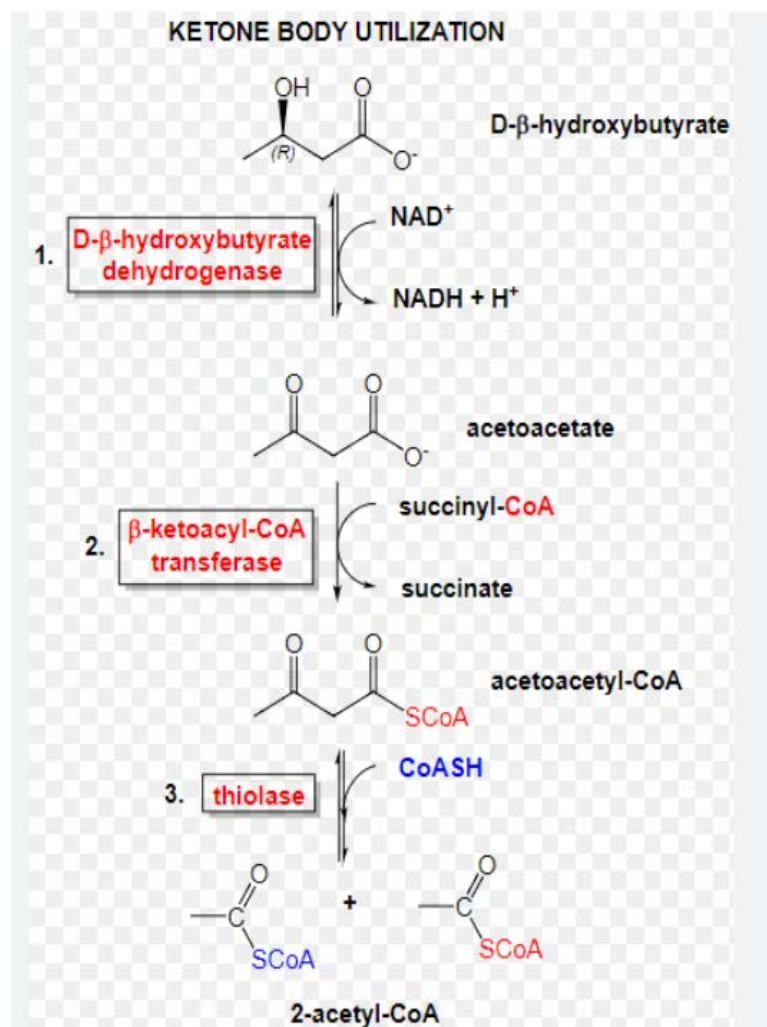 KETONE BODY UTILIZATION
OH
O
D-β-hydroxybutyrate
(R)
O⁻
NAD⁺
1.
D-β-hydroxybutyrate
dehydrogenase
NADH + H⁺
O
O
acetoacetate
O⁻
succinyl-CoA
2.
β-ketoacyl-CoA
transferase
succinate
O
O
acetoacetyl-CoA
SCoA
CoASH
3.
thiolase
O
O
C
+
C
SCoA
SCoA
2-acetyl-CoA